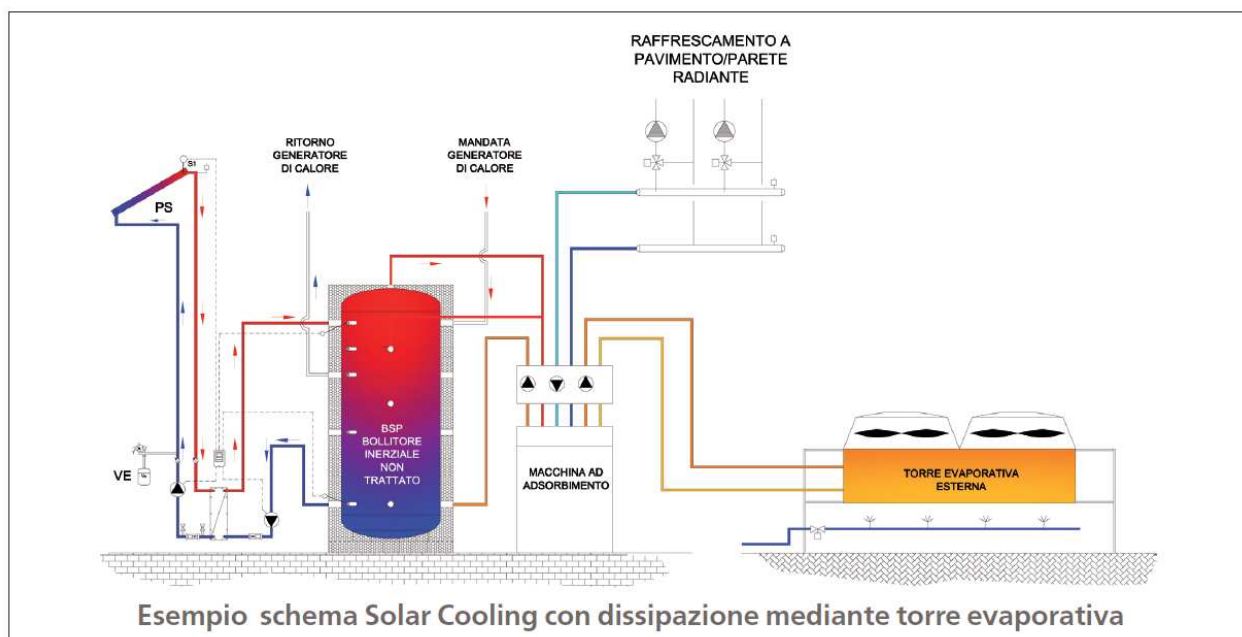 RAFFRESCAMENTO A
PAVIMENTO/PARETE
RADIANTE
RITORNO
GENERATORE
DI CALORE
MANDATA
GENERATORE
DI CALORE
S1
PS
VE
BSP
BOLLITORE
INERZIALE
NON
TRATTATO
MACCHINA AD
ADSORBIMENTO
TORRE EVAPORATIVA
ESTERNA
Esempio schema Solar Cooling con dissipazione mediante torre evaporativa